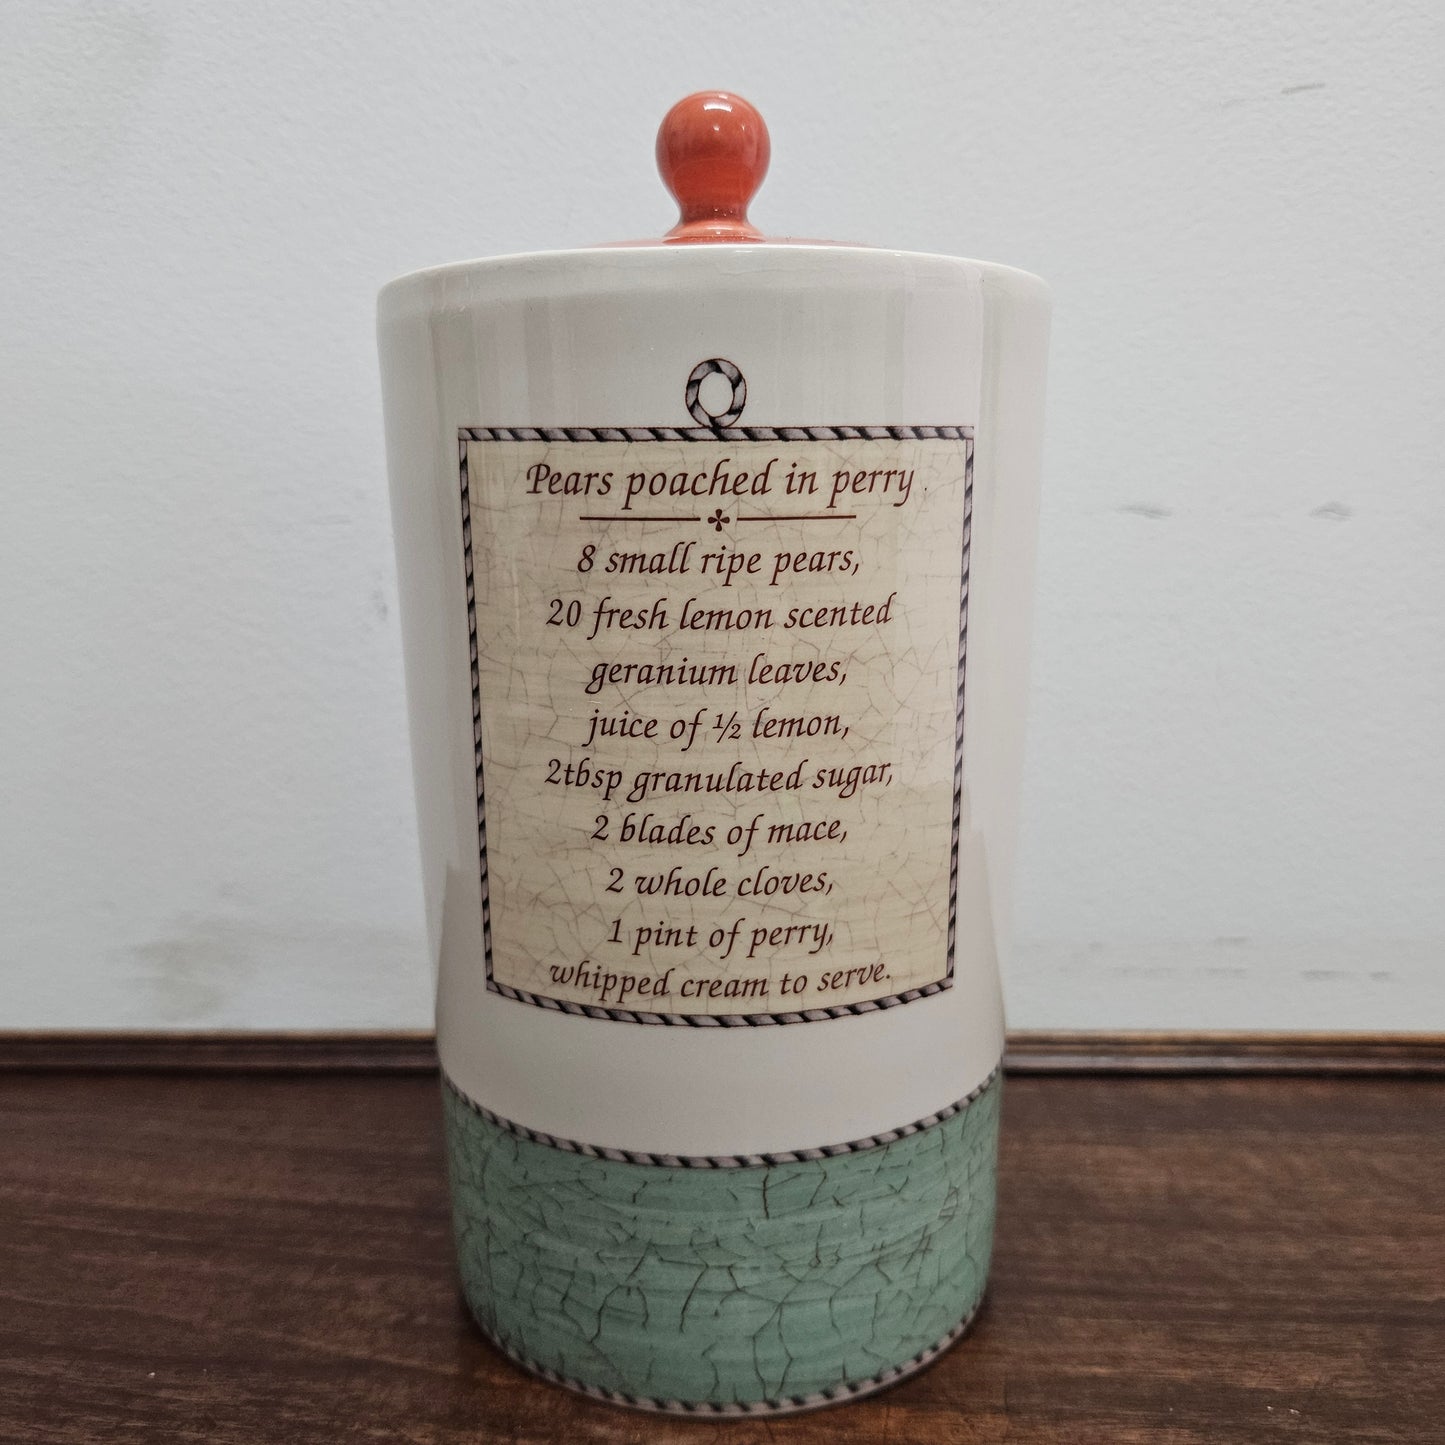 Pears poached in perry
8 small ripe pears,
20 fresh lemon scented
geranium leaves,
juice of ½ lemon,
2tbsp granulated sugar,
2 blades of mace,
2 whole cloves,
1 pint of perry,
whipped cream to serve.